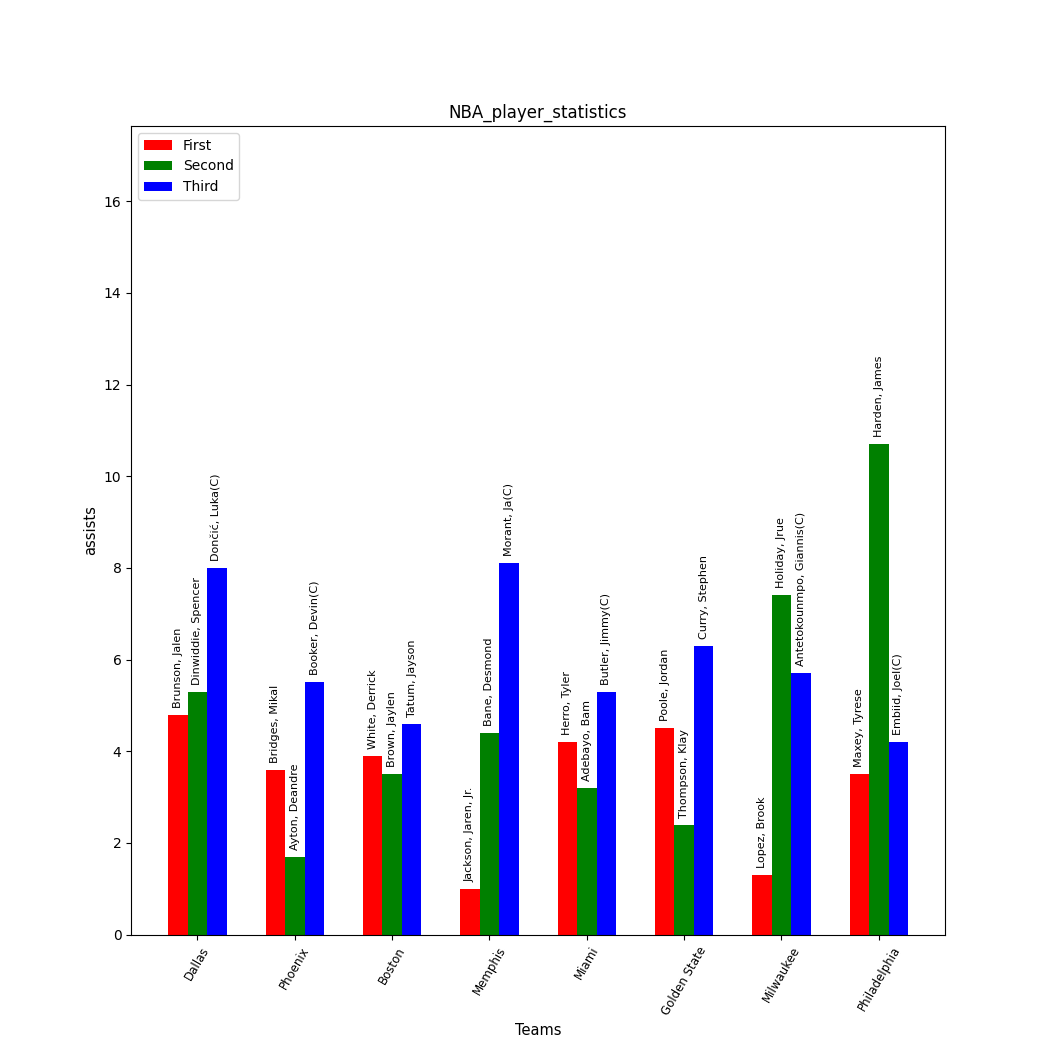 NBA_player_statistics
First
Second
Third
16
14
12
10
8
6
4
2
0
assists
Brunson, Jalen
Dinwiddie, Spencer
Dončić, Luka(C)
Bridges, Mikal
Ayton, Deandre
Booker, Devin(C)
White, Derrick
Brown, Jaylen
Tatum, Jayson
Jackson, Jaren, Jr.
Bane, Desmond
Morant, Ja(C)
Herro, Tyler
Adebayo, Bam
Butler, Jimmy(C)
Poole, Jordan
Thompson, Klay
Curry, Stephen
Lopez, Brook
Holiday, Jrue
Antetokounmpo, Giannis(C)
Maxey, Tyrese
Harden, James
Embiid, Joel(C)
Dallas
Phoenix
Boston
Memphis
Miami
Golden State
Milwaukee
Philadelphia
Teams